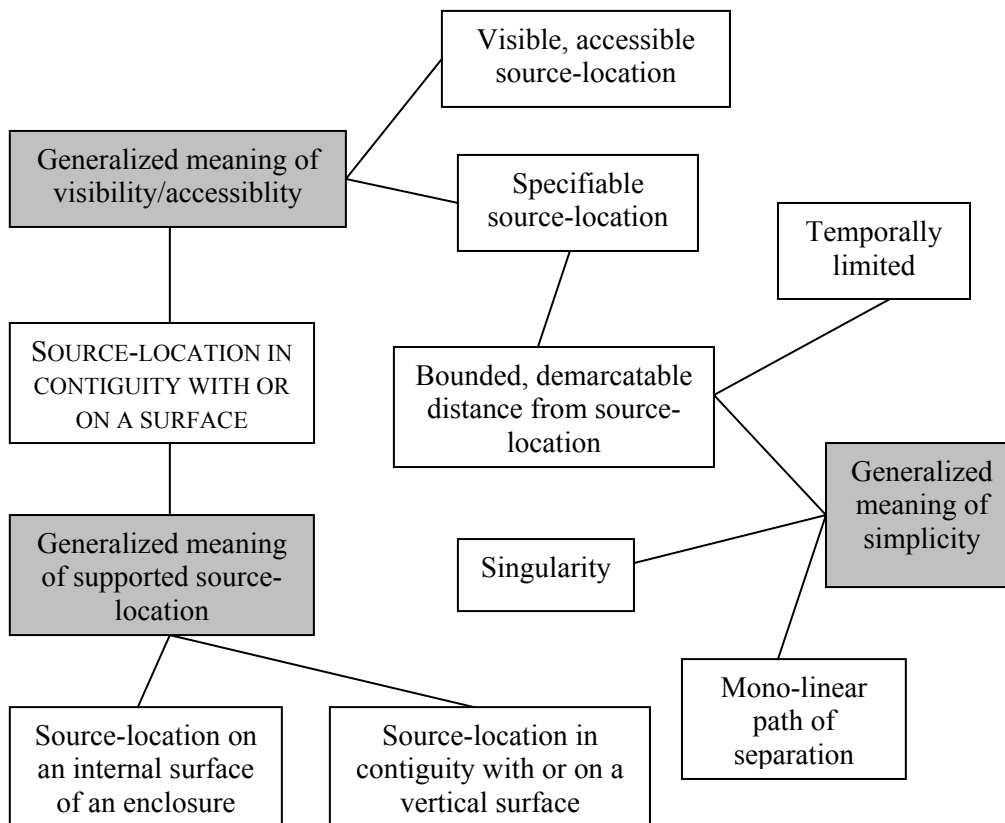 Visible, accessible
source-location
Generalized meaning of
visibility/accessiblity
Specifiable
source-location
Temporally
limited
SOURCE-LOCATION IN
CONTIGUITY WITH OR
ON A SURFACE
Bounded, demarcatable
distance from source-
location
Generalized
meaning of
simplicity
Generalized meaning
of supported source-
location
Singularity
Mono-linear
path of
separation
Source-location on
an internal surface
of an enclosure
Source-location in
contiguity with or on a
vertical surface